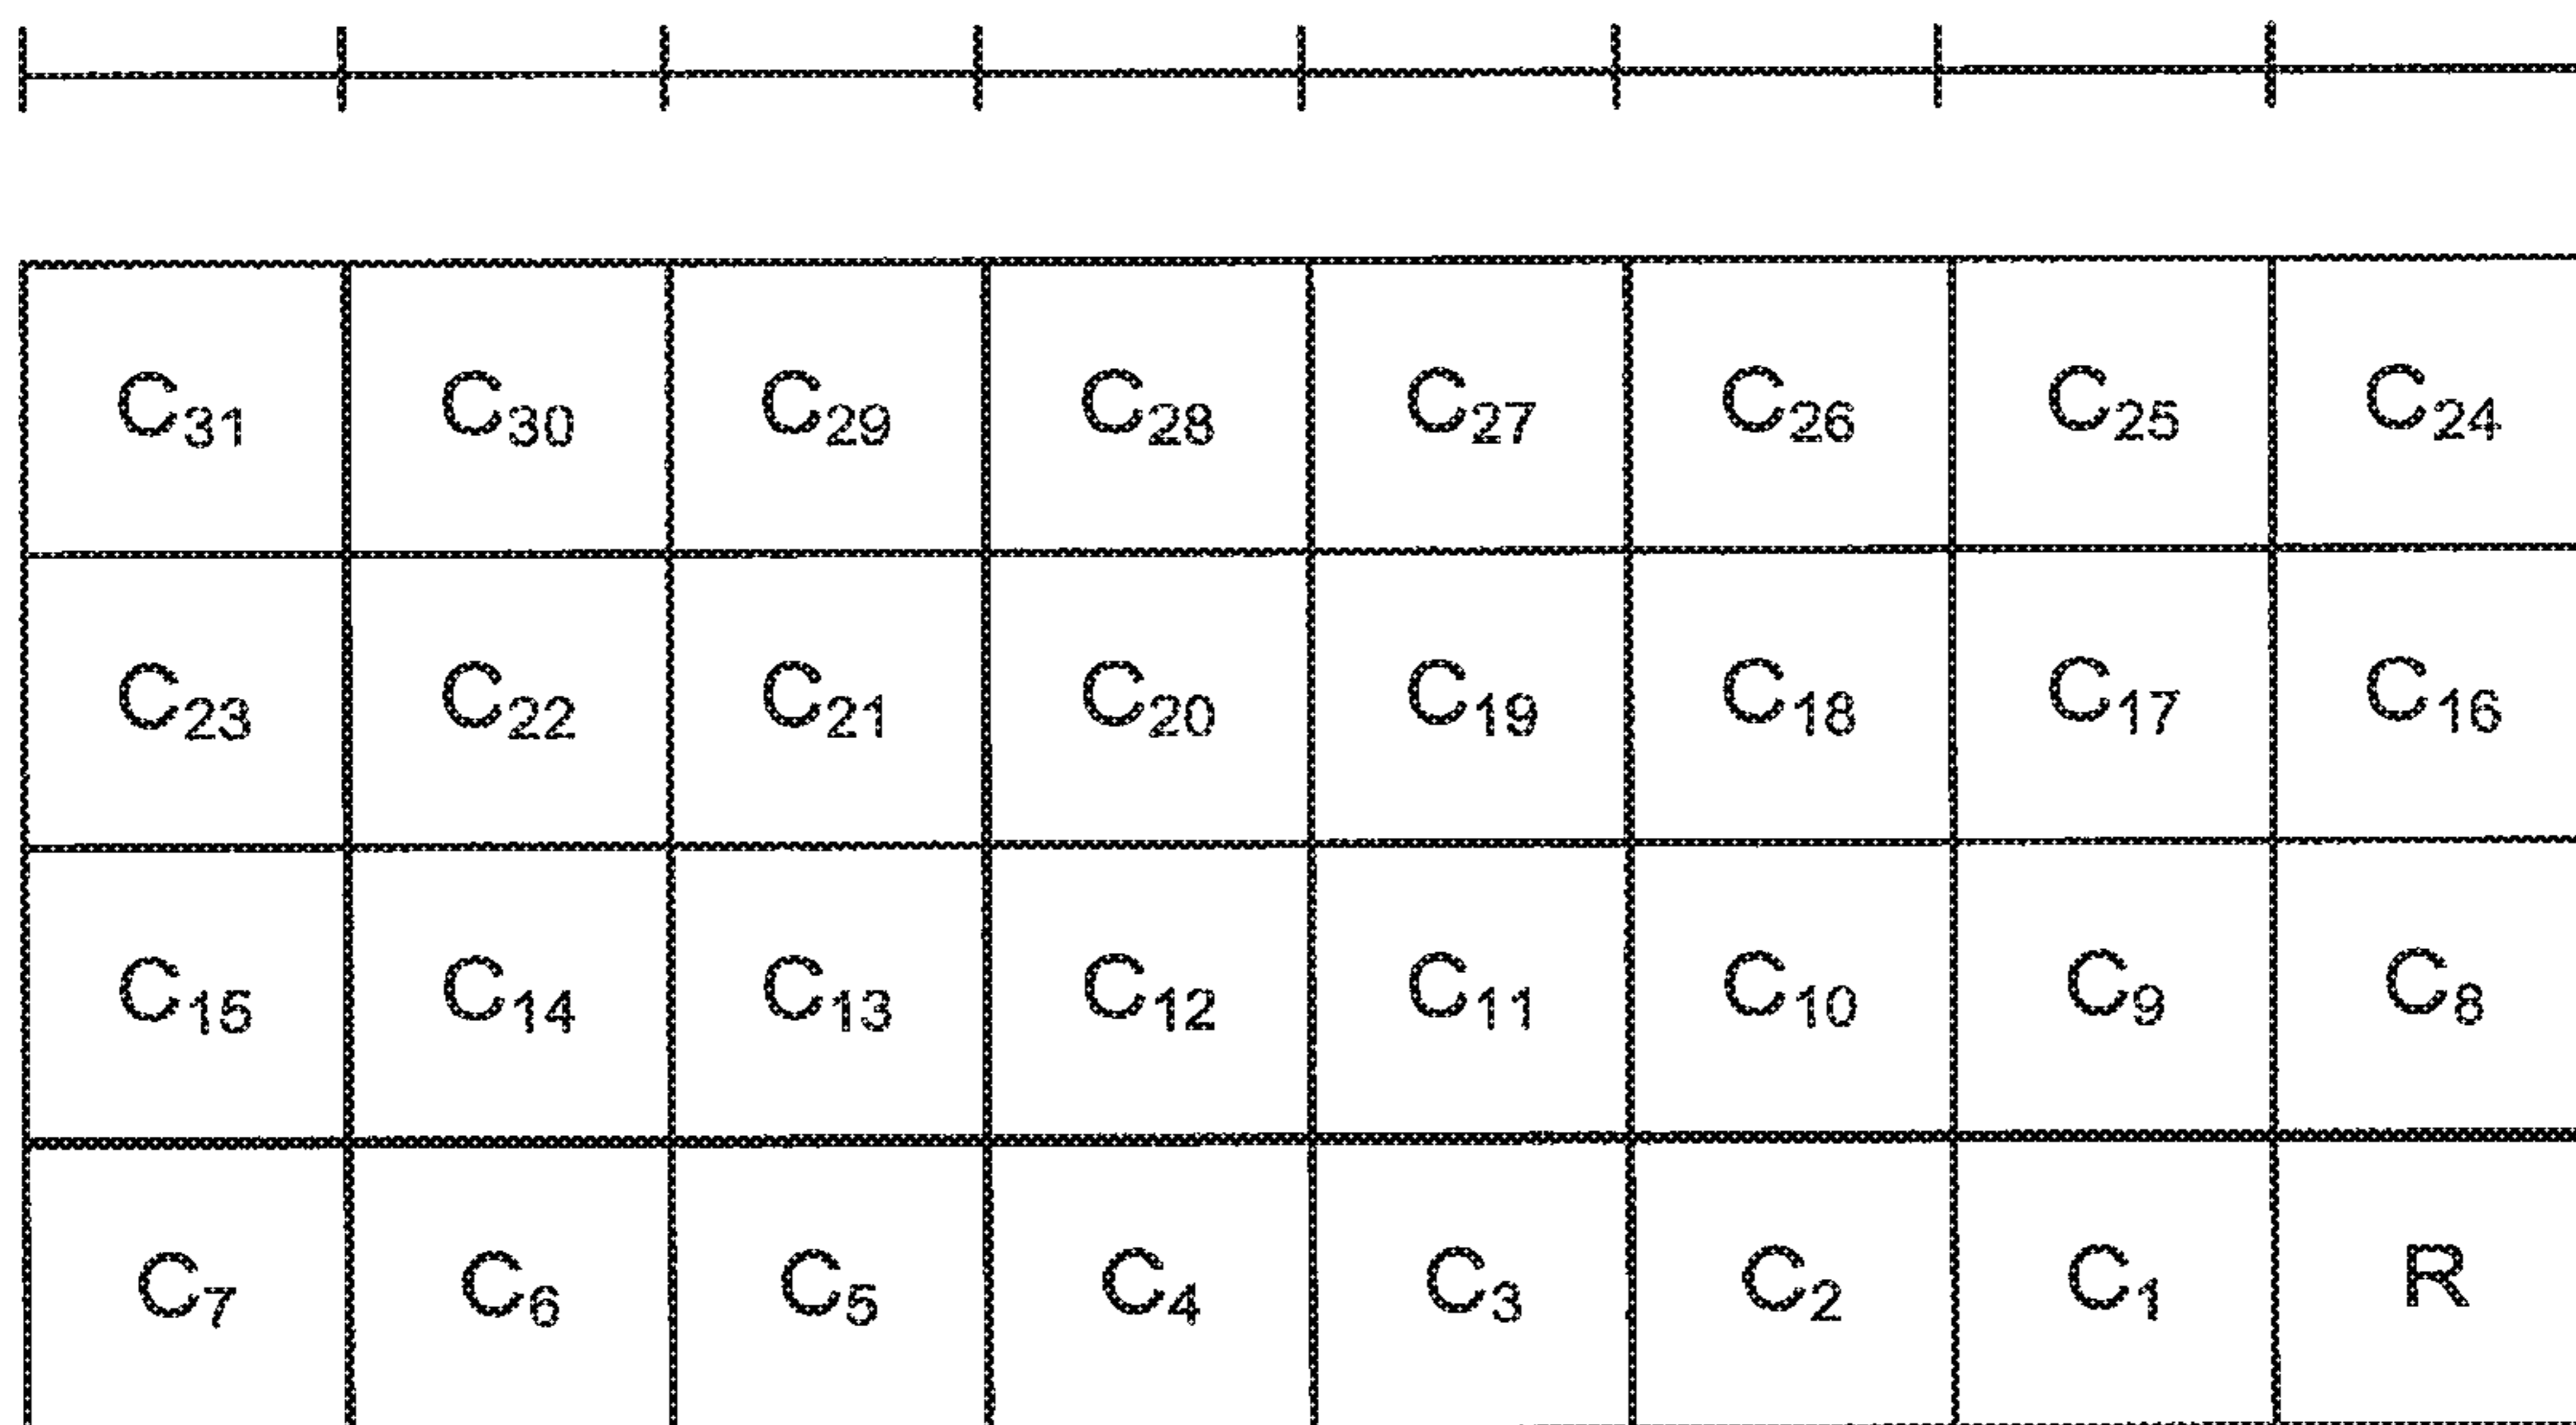 C₃₁ C₃₀ C₂₉ C₂₈ C₂₇ C₂₆ C₂₅ C₂₄
C₂₃ C₂₂ C₂₁ C₂₀ C₁₉ C₁₈ C₁₇ C₁₆
C₁₅ C₁₄ C₁₃ C₁₂ C₁₁ C₁₀ C₉ C₈
C₇ C₆ C₅ C₄ C₃ C₂ C₁ R